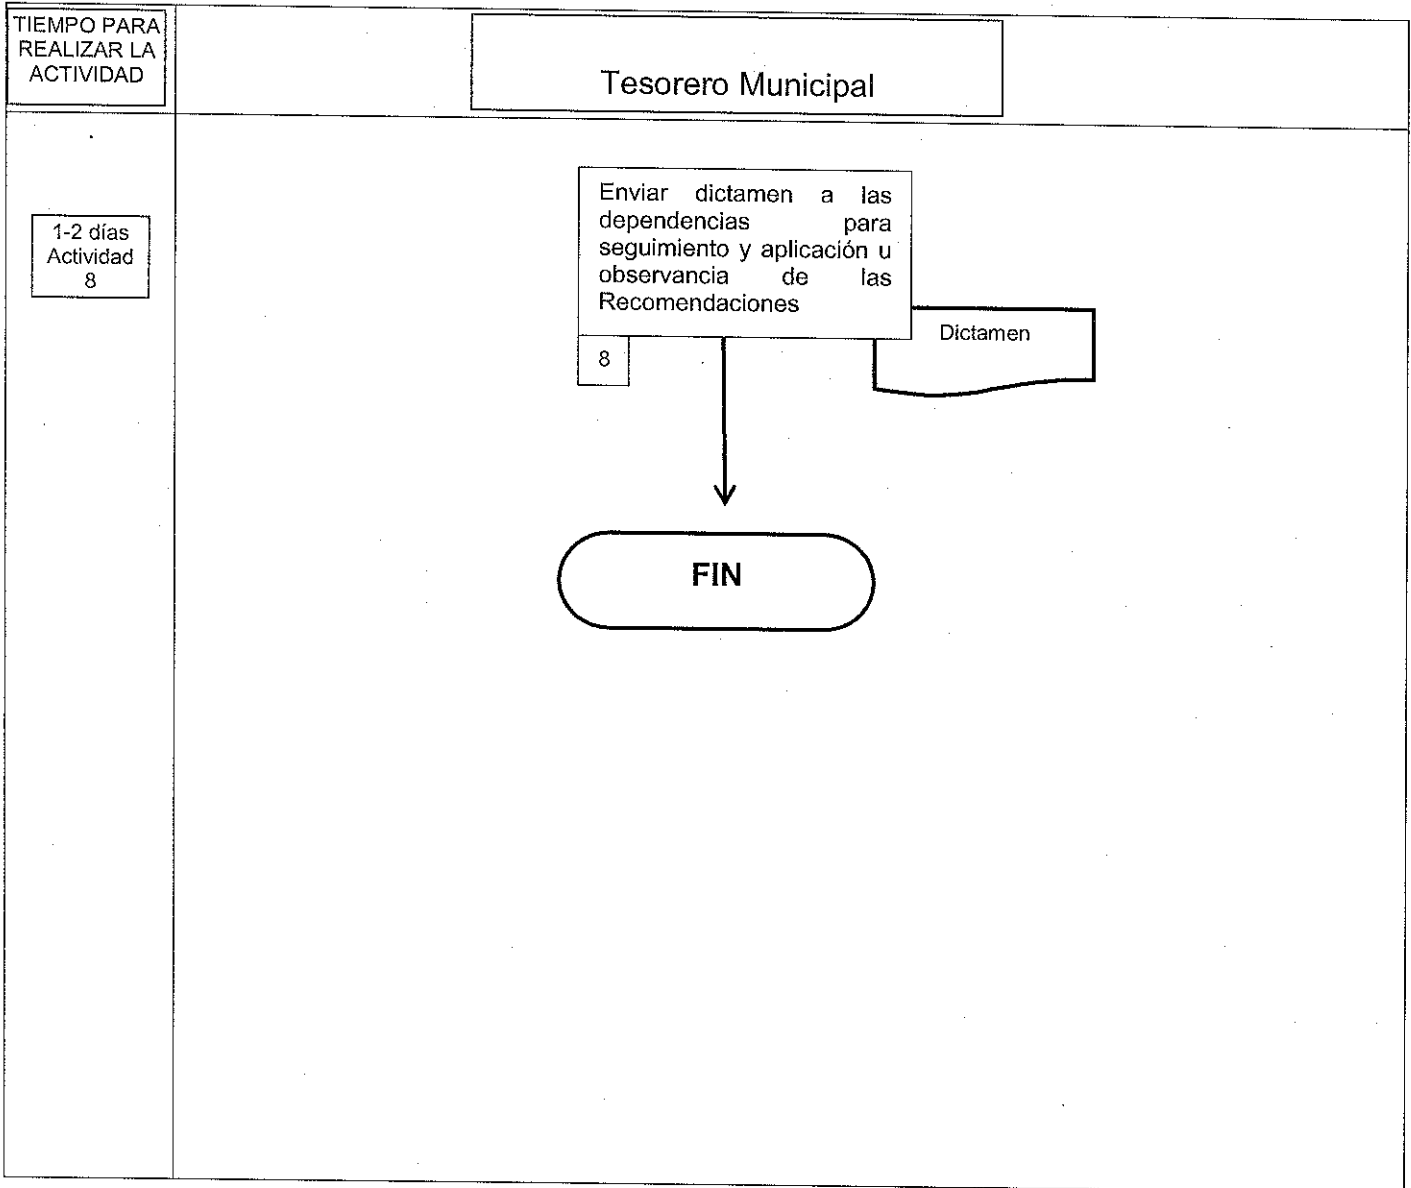 TIEMPO PARA
REALIZAR LA
ACTIVIDAD
Tesorero Municipal
1-2 días
Actividad
8
Enviar dictamen a las
dependencias para
seguimiento y aplicación u
observancia de las
Recomendaciones
8
Dictamen
FIN